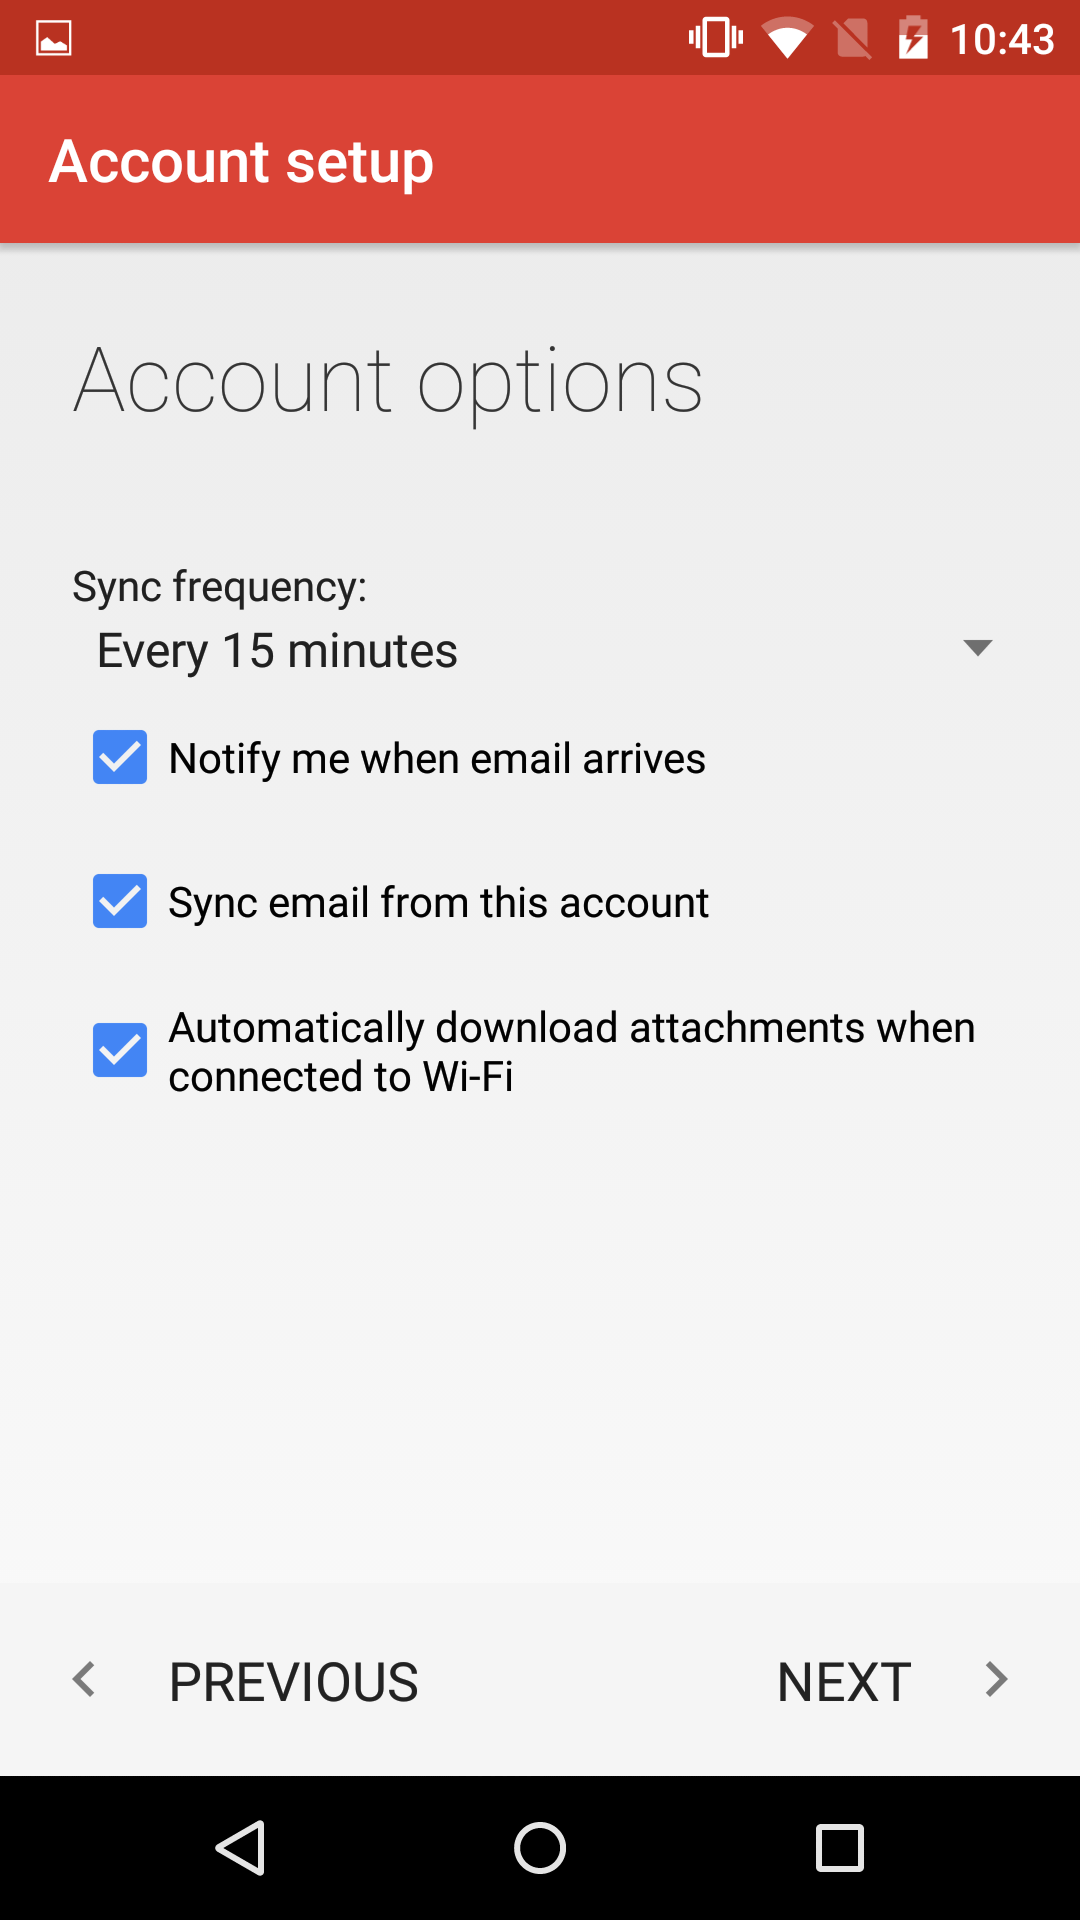 10:43
Account setup
Account options
Sync frequency:
Every 15 minutes
Notify me when email arrives
Sync email from this account
Automatically download attachments when
connected to Wi-Fi
PREVIOUS
NEXT